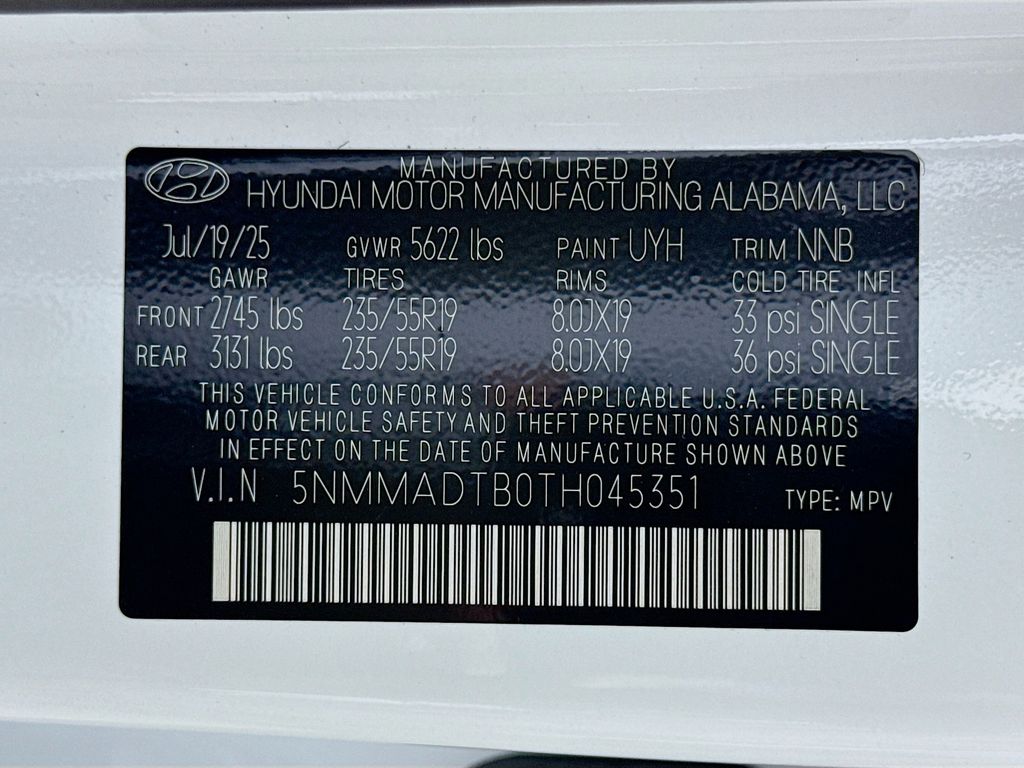 MANUFACTURED BY
HYUNDAI MOTOR MANUFACTURING ALABAMA, LLC
Jul/19/25 GVWR 5622 lbs PAINT UYH TRIM NNB
GAWR TIRES RIMS COLD TIRE INFL
FRONT 2745 lbs 235/55R19 8.0JX19 33 psi SINGLE
REAR 3131 lbs 235/55R19 8.0JX19 36 psi SINGLE
THIS VEHICLE CONFORMS TO ALL APPLICABLE U.S.A. FEDERAL
MOTOR VEHICLE SAFETY AND THEFT PREVENTION STANDARDS
IN EFFECT ON THE DATE OF MANUFACTURE SHOWN ABOVE
V.I.N 5NMMADTB0TH045351 TYPE: MPV